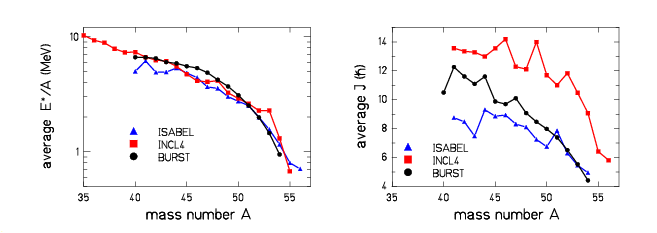 10
1
35
40
45
50
55
average E*/A (MeV)
mass number A
ISABEL
INCL4
BURST
14
12
10
8
6
4
35
40
45
50
55
average J (ħ)
mass number A
ISABEL
INCL4
BURST